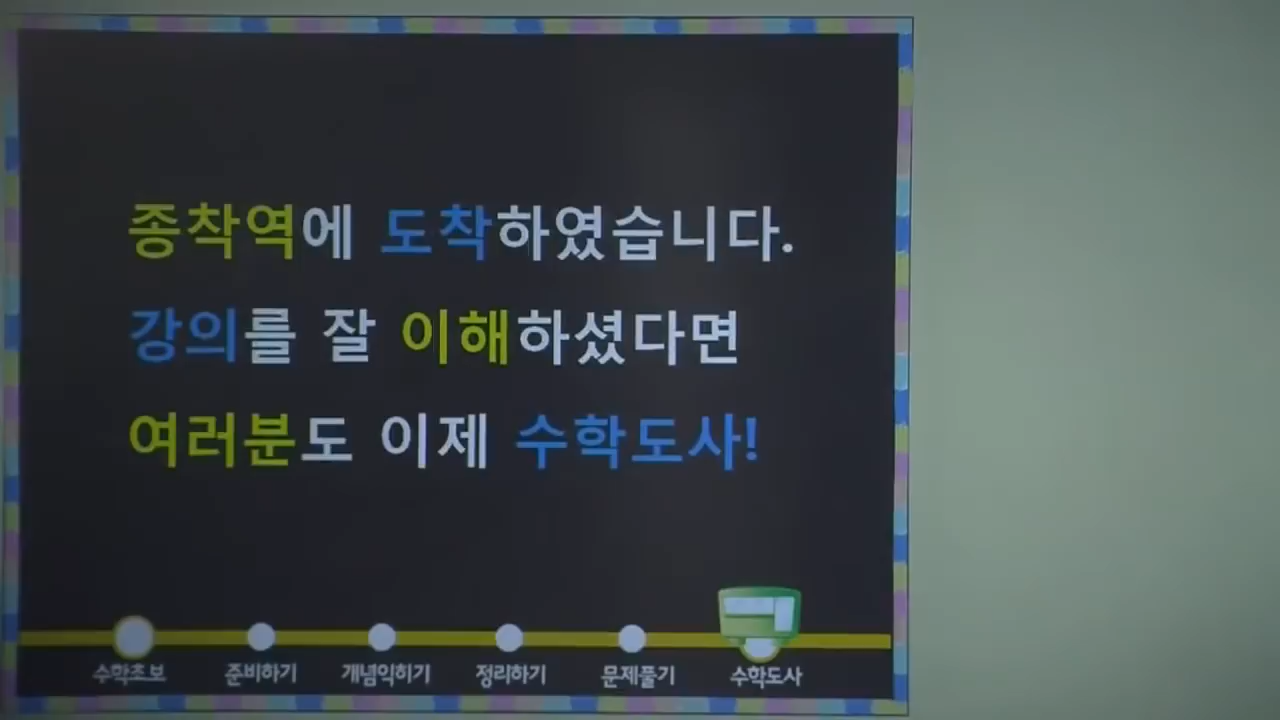 종착역에 도착하였습니다.
강의를 잘 이해하셨다면
여러분도 이제 수학도사!
수학초보 준비하기 개념익히기 정리하기 문제풀기 수학도사